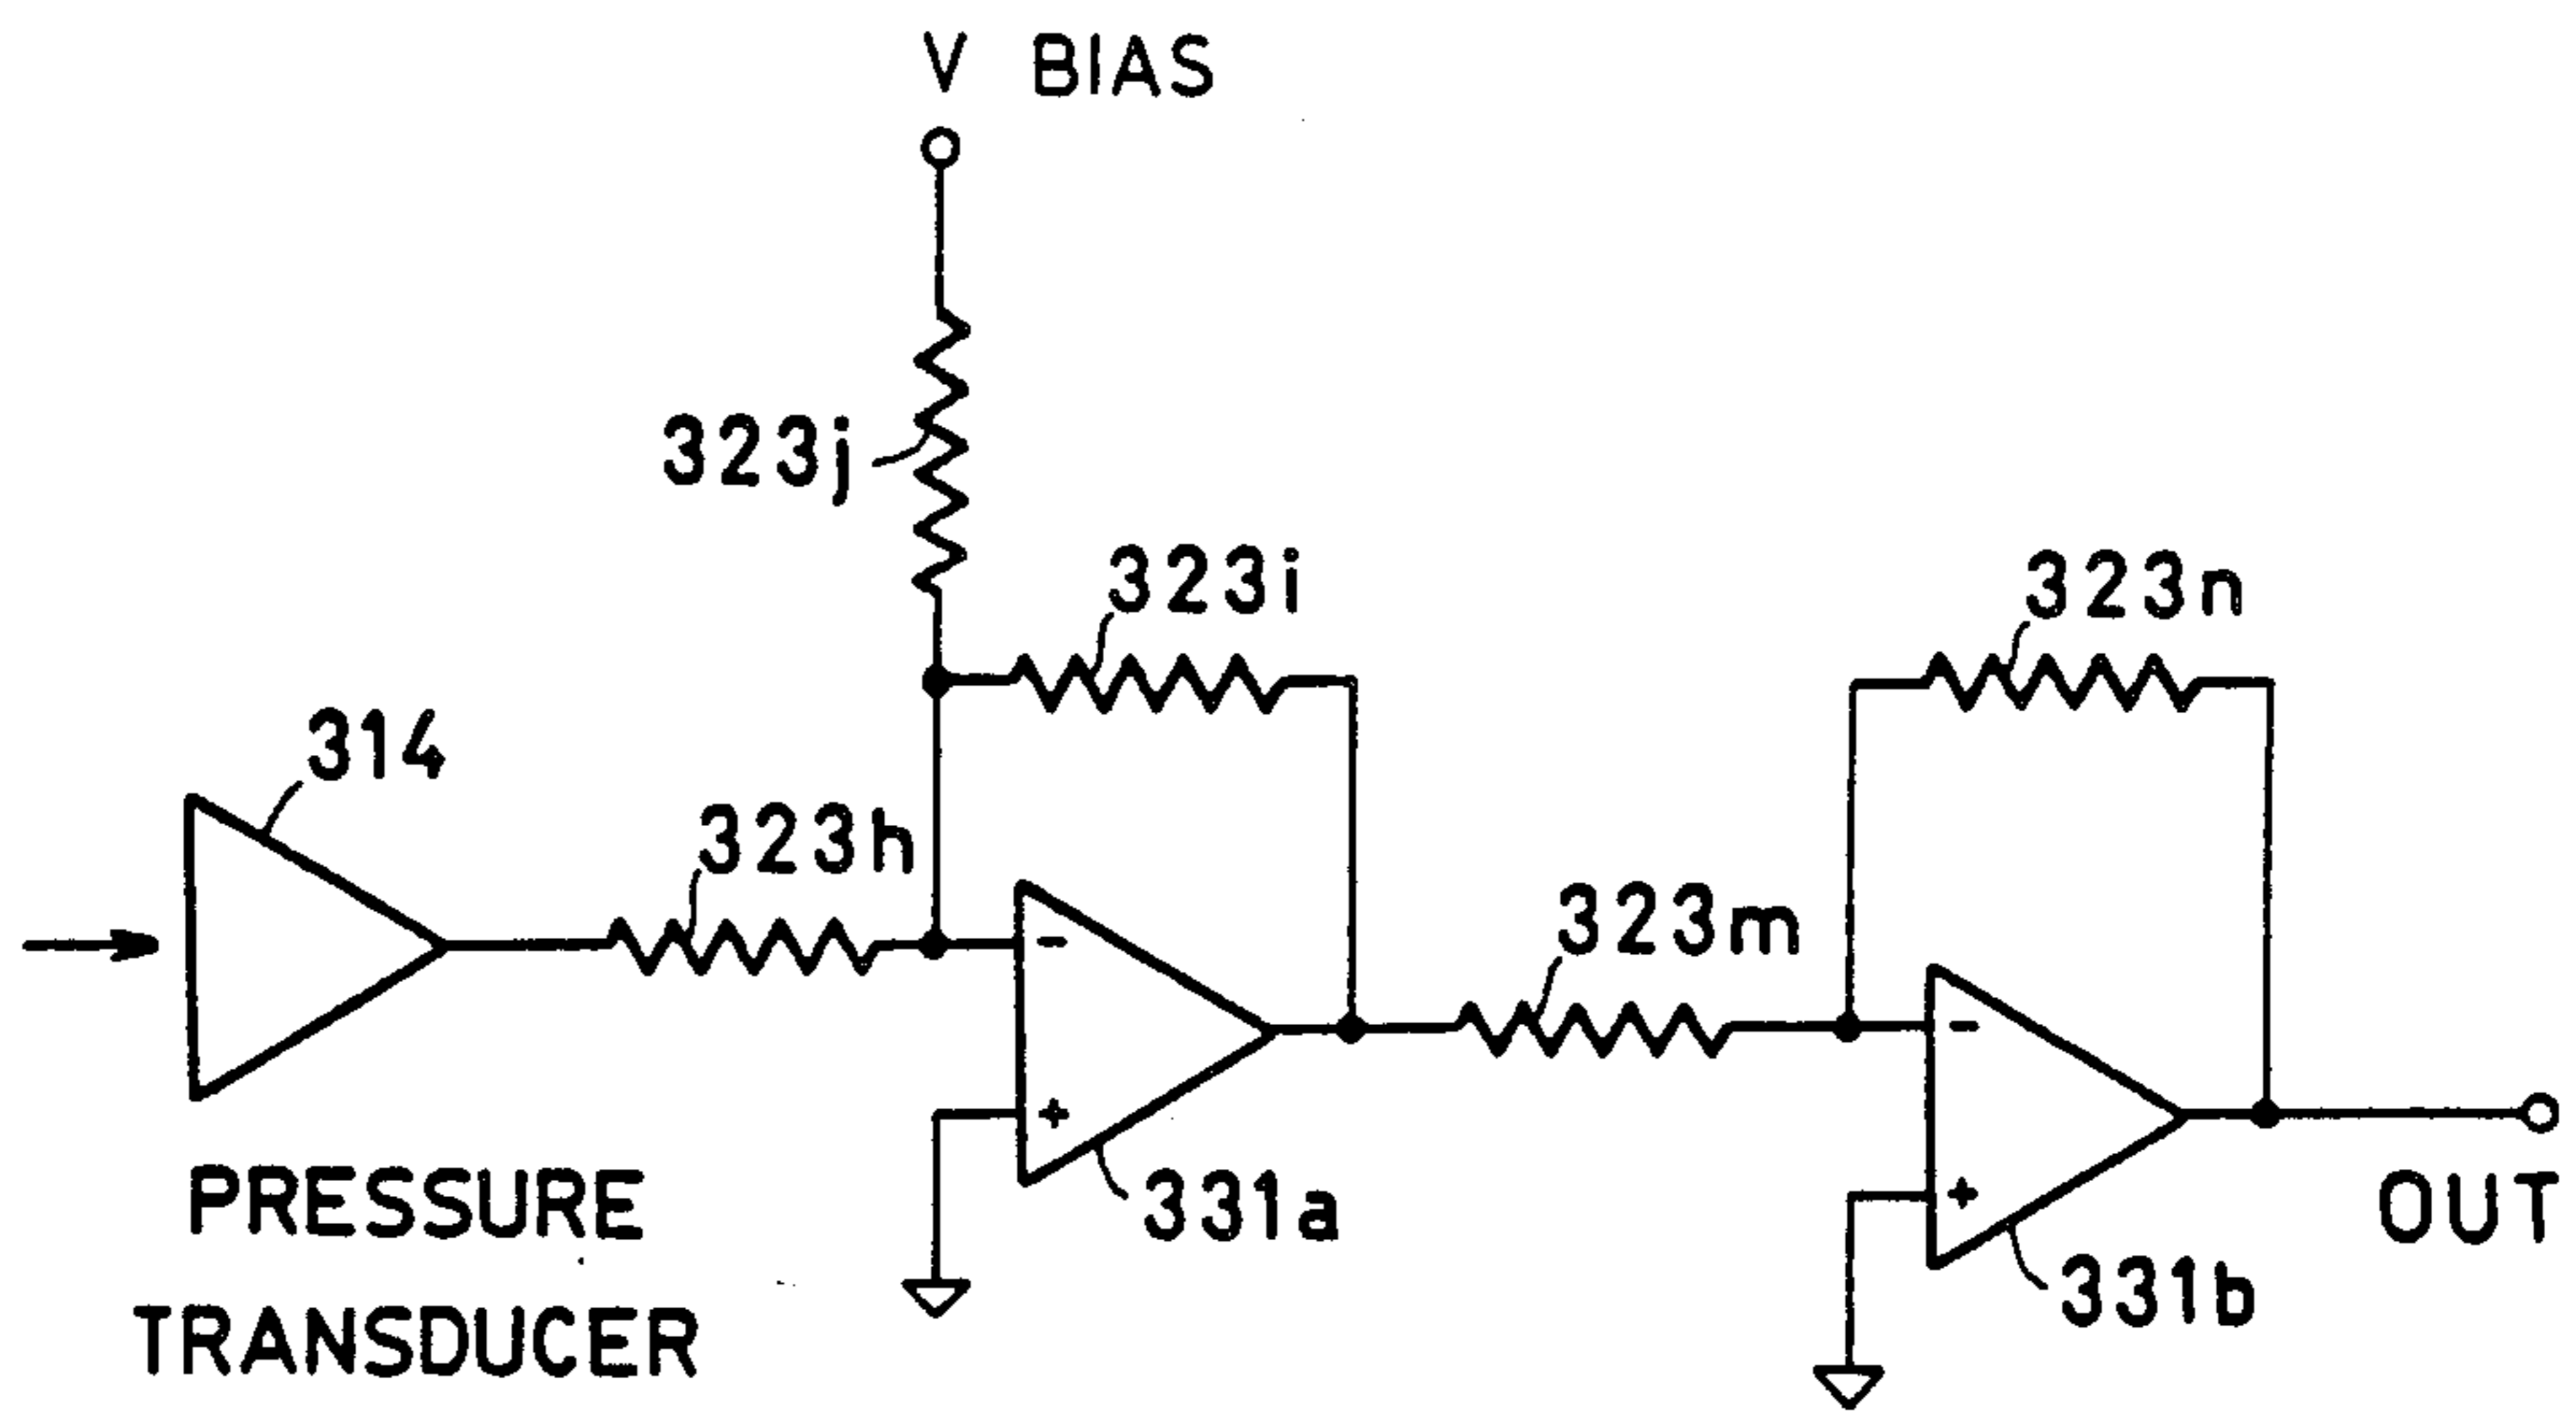 V BIAS
323j
323i
323n
314
323h
323m
-
-
+
+
331a
331b
PRESSURE
TRANSDUCER
OUT